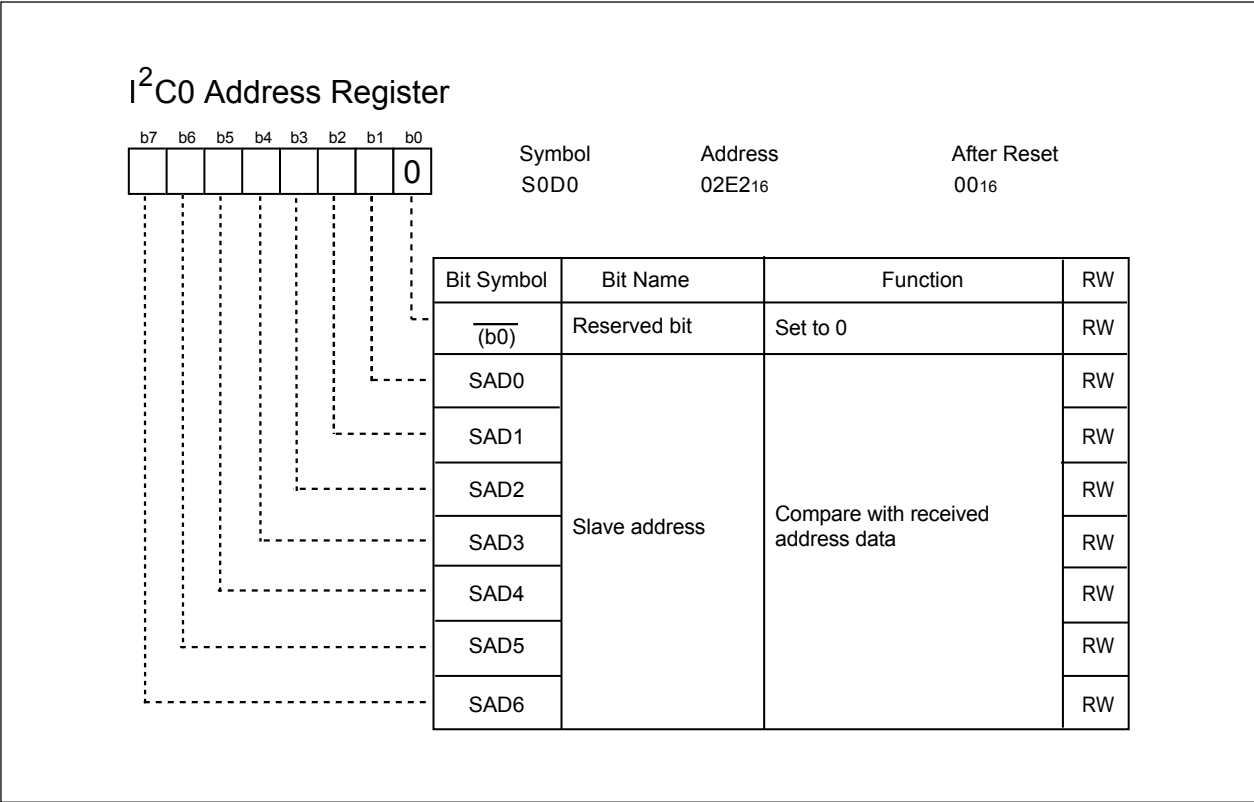 I2C0 Address Register
b7 b6 b5 b4 b3 b2 b1 b0
0
Symbol Address After Reset
S0D0 02E216 0016
Bit Symbol Bit Name Function RW
(b0) Reserved bit Set to 0 RW
SAD0 RW
SAD1 RW
SAD2 RW
Slave address
Compare with received
address data
SAD3 RW
SAD4 RW
SAD5 RW
SAD6 RW